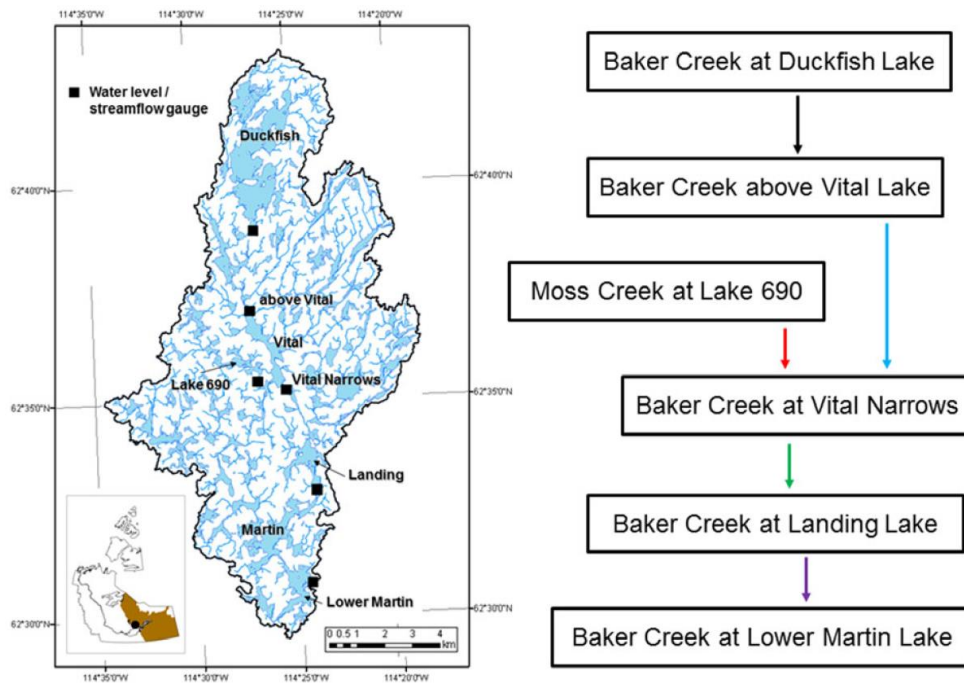 114°35'0"W
114°30'0"W
114°25'0"W
114°20'0"W
Water level /
streamflow gauge
Duckfish
62°40'0"N
62°40'0"N
above Vital
Vital
Lake 690
Vital Narrows
62°35'0"N
62°35'0"N
Landing
Martin
Lower Martin
62°30'0"N
62°30'0"N
0 0.5 1 2 3 4
km
114°35'0"W
114°30'0"W
114°25'0"W
114°20'0"W
Baker Creek at Duckfish Lake
Baker Creek above Vital Lake
Moss Creek at Lake 690
Baker Creek at Vital Narrows
Baker Creek at Landing Lake
Baker Creek at Lower Martin Lake